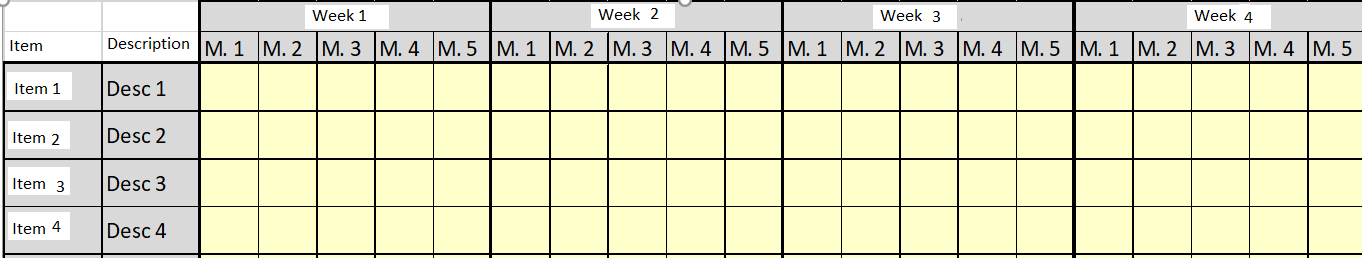 Week 1 Week 2 Week 3 Week 4
Item Description M. 1 M. 2 M. 3 M. 4 M. 5 M. 1 M. 2 M. 3 M. 4 M. 5 M. 1 M. 2 M. 3 M. 4 M. 5 M. 1 M. 2 M. 3 M. 4 M. 5
Item 1 Desc 1
Item 2 Desc 2
Item 3 Desc 3
Item 4 Desc 4